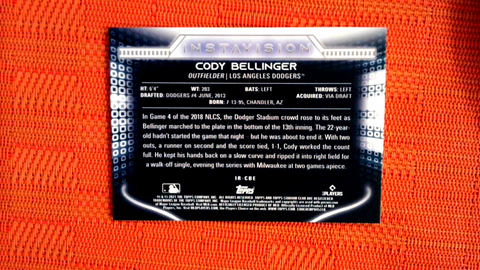 INSTAVISION
CODY BELLINGER
OUTFIELDER | LOS ANGELES DODGERS™
HT: 6'4" WT: 203 BATS: LEFT THROWS: LEFT
DRAFTED: DODGERS #4 JUNE, 2013 ACQUIRED: VIA DRAFT
BORN: 7-13-95, CHANDLER, AZ
In Game 4 of the 2018 NLCS, the Dodger Stadium crowd rose to its feet as
Bellinger marched to the plate in the bottom of the 13th inning. The 22-year-
old hadn't started the game that night but he was about to end it. With two
outs, a runner on second and the score tied, 1-1, Cody worked the count
full. He kept his hands back on a slow curve and ripped it into right field for
a walk-off single, evening the series with Milwaukee at two games apiece.
IR-CBE
Topps
PLAYERS